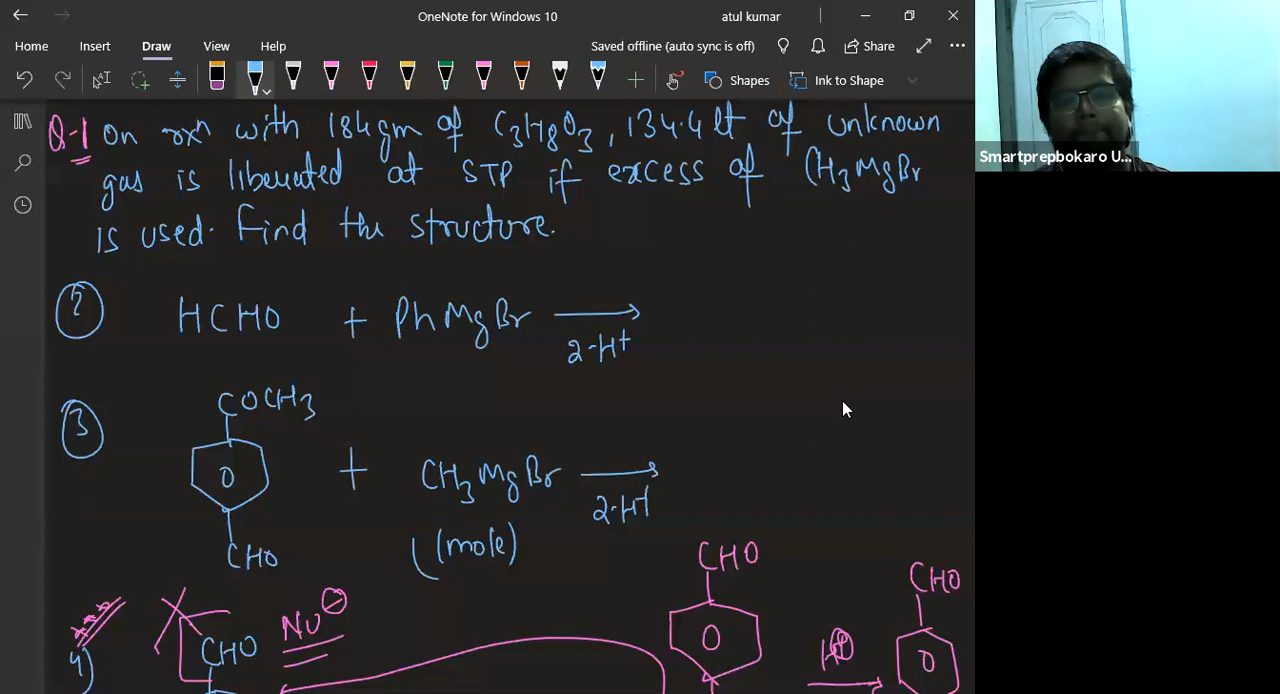 OneNote for Windows 10
atul kumar
Home Insert Draw View Help
Saved offline (auto sync is off)
Share
Shapes
Ink to Shape
Smartprepbokaro U...
Q-1 On rxn with 184gm of C3H8O3, 134.4 lt of unknown
gas is liberated at STP if excess of CH3MgBr
is used. Find the structure.
2 HCHO + PhMgBr
2.H+
3
COCH3
+ CH3MgBr
2.H+
CHO
(1 mole)
CHO
CHO
Nu⊖
4) CHO
H⊕